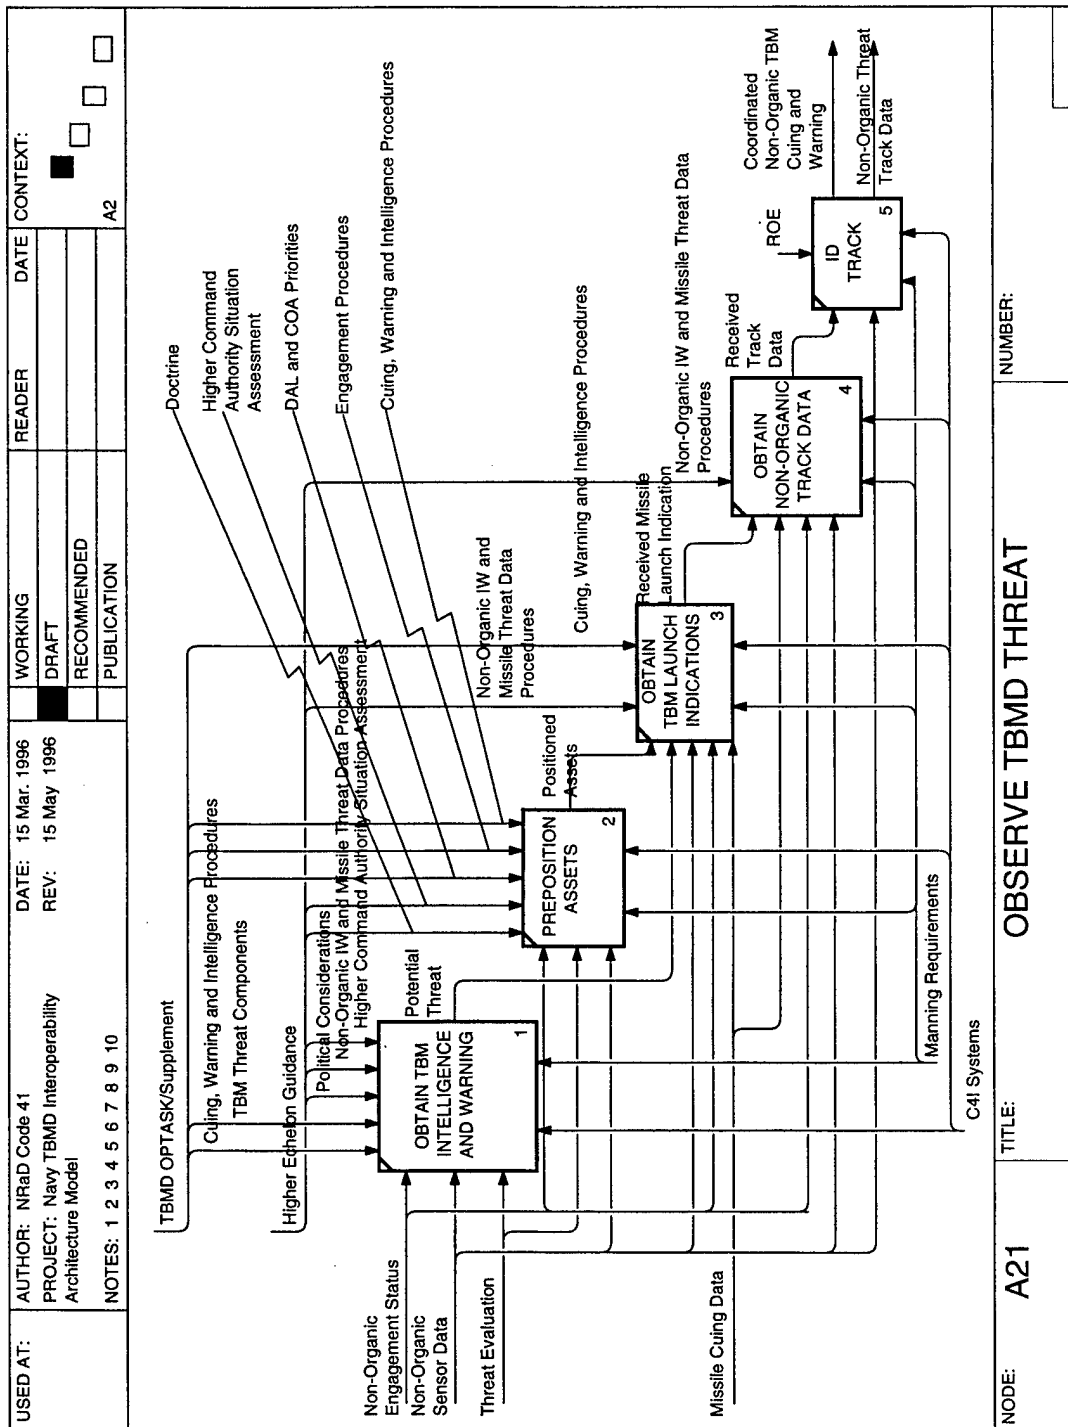 USED AT:
AUTHOR: NRaD Code 41
PROJECT: Navy TBMD Interoperability
Architecture Model
NOTES: 1 2 3 4 5 6 7 8 9 10
DATE: 15 Mar. 1996
REV: 15 May 1996
WORKING
DRAFT
RECOMMENDED
PUBLICATION
READER
DATE
CONTEXT:
A2
TBMD OPTASK/Supplement
Cuing, Warning and Intelligence Procedures
TBM Threat Components
Higher Echelon Guidance
Political Considerations
Non-Organic IW and Missile Threat Data Procedures
Higher Command Authority Situation Assessment
Doctrine
Higher Command
Authority Situation
Assessment
DAL and COA Priorities
Engagement Procedures
Cuing, Warning and Intelligence Procedures
Non-Organic IW and
Missile Threat Data
Procedures
Cuing, Warning and Intelligence Procedures
Non-Organic IW and Missile Threat Data
Procedures
Non-Organic
Engagement Status
Non-Organic
Sensor Data
Threat Evaluation
Missile Cuing Data
OBTAIN TBM
INTELLIGENCE
AND WARNING
1
Potential
Threat
PREPOSITION
ASSETS
2
Positioned
Assets
OBTAIN
TBM LAUNCH
INDICATIONS
3
Received Missile
Launch Indication
OBTAIN
NON-ORGANIC
TRACK DATA
4
Received
Track
Data
ROE
ID
TRACK
5
Coordinated
Non-Organic TBM
Cuing and
Warning
Non-Organic Threat
Track Data
Manning Requirements
C4I Systems
NODE:
A21
TITLE:
OBSERVE TBMD THREAT
NUMBER: